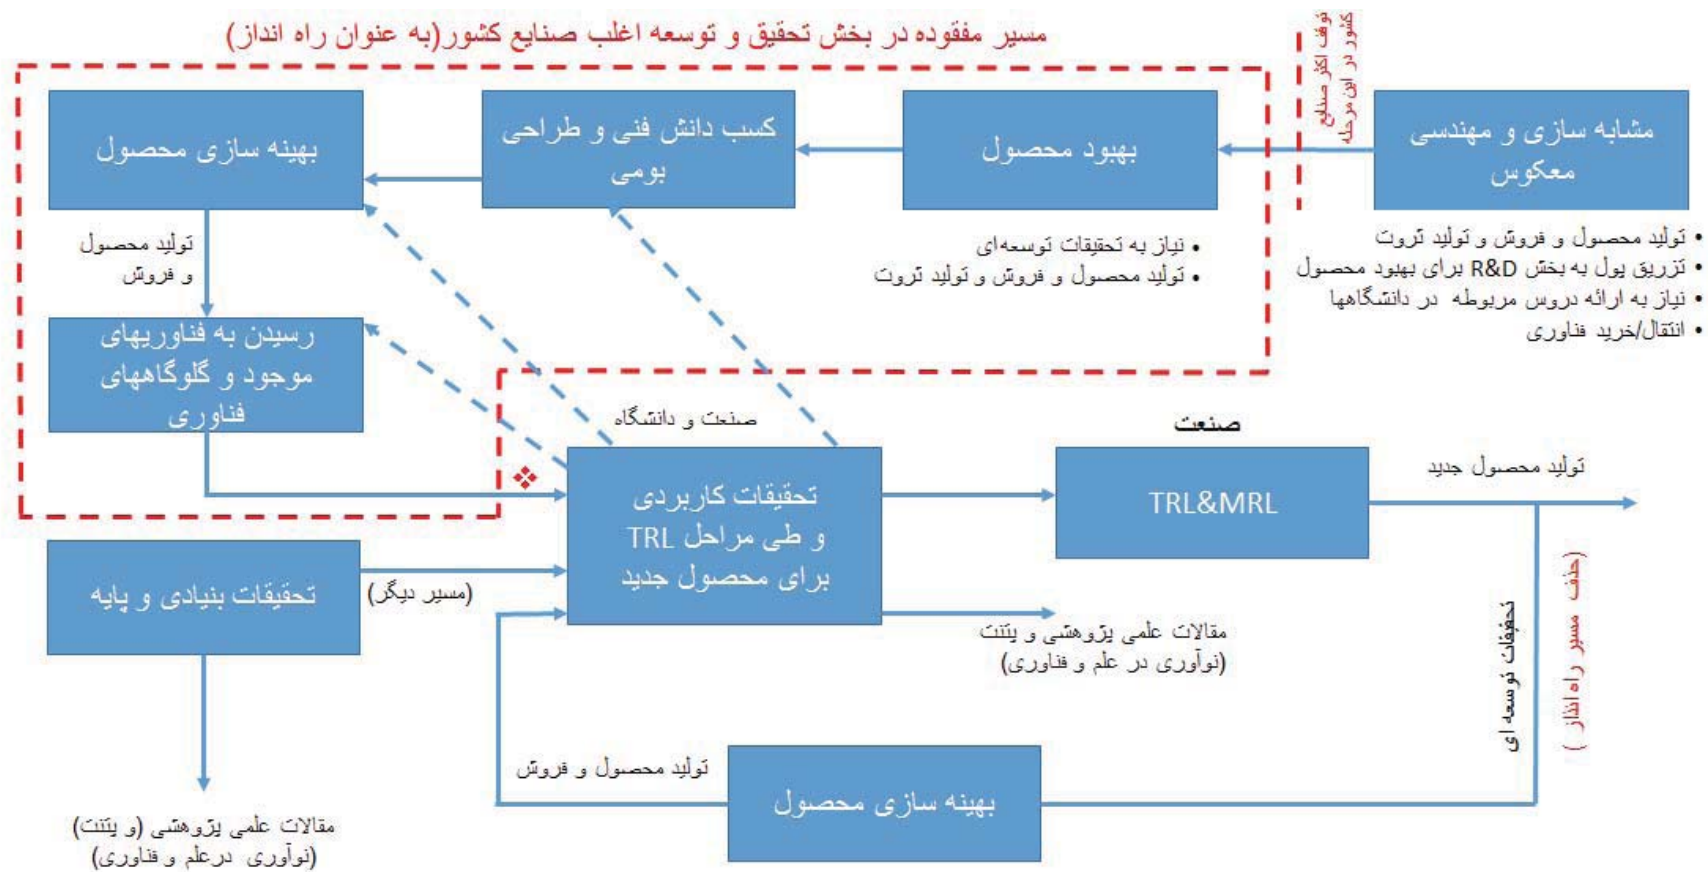 مسیر مفقوده در بخش تحقیق و توسعه اغلب صنایع کشور(به عنوان راه انداز)
توقف اکثر صنایع
کشور در این مرحله
مشابه سازی و مهندسی
معکوس
بهبود محصول
کسب دانش فنی و طراحی
بومی
بهینه سازی محصول
• تولید محصول و فروش و تولید ثروت
• تزریق پول به بخش R&D برای بهبود محصول
• نیاز به ارائه دروس مربوطه در دانشگاهها
• انتقال/خرید فناوری
• نیاز به تحقیقات توسعه ای
• تولید محصول و فروش و تولید ثروت
تولید محصول
و فروش
رسیدن به فناوریهای
موجود و گلوگاههای
فناوری
صنعت و دانشگاه
صنعت
تحقیقات کاربردی
و طی مراحل TRL
برای محصول جدید
TRL&MRL
تولید محصول جدید
تحقیقات بنیادی و پایه
(مسیر دیگر)
مقالات علمی پژوهشی و پتنت
(نوآوری در علم و فناوری)
تحقیقات توسعه ای
(حذف مسیر راه انداز )
تولید محصول و فروش
بهینه سازی محصول
مقالات علمی پژوهشی (و پتنت)
(نوآوری درعلم و فناوری)